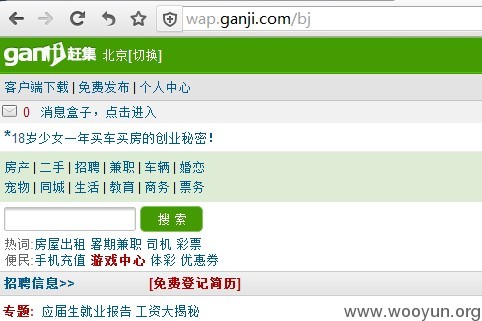 wap.ganji.com/bj
ganji 赶集 北京[切换]
客户端下载 | 免费发布 | 个人中心
0 消息盒子，点击进入
*18岁少女一年买车买房的创业秘密！
房产 | 二手 | 招聘 | 兼职 | 车辆 | 婚恋
宠物 | 同城 | 生活 | 教育 | 商务 | 票务
搜 索
热词:房屋出租 暑期兼职 司机 彩票
便民:手机充值 游戏中心 体彩 优惠券
招聘信息>> [免费登记简历]
专题: 应届生就业报告 工资大揭秘
www.wooyun.org